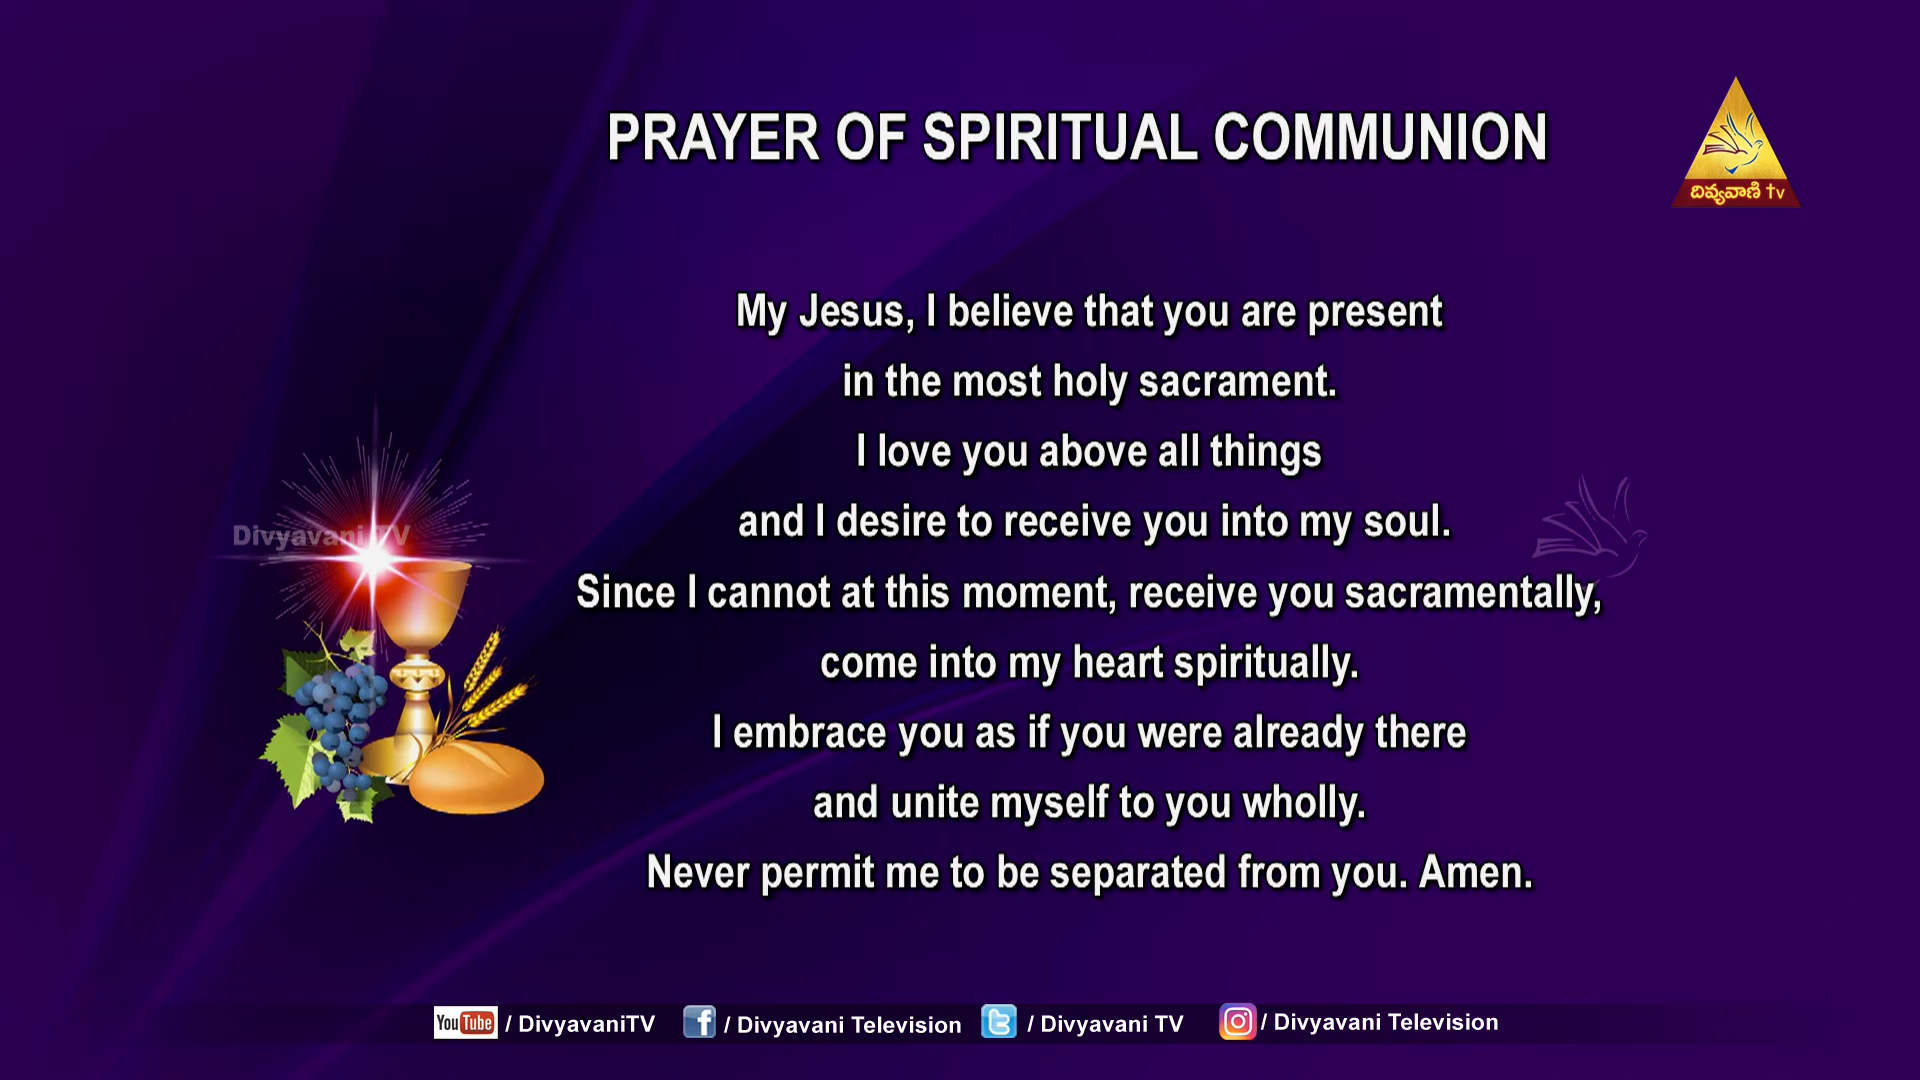 PRAYER OF SPIRITUAL COMMUNION
దివ్యవాణి tv
My Jesus, I believe that you are present
in the most holy sacrament.
I love you above all things
and I desire to receive you into my soul.
Divyavani TV
Since I cannot at this moment, receive you sacramentally,
come into my heart spiritually.
I embrace you as if you were already there
and unite myself to you wholly.
Never permit me to be separated from you. Amen.
YouTube / DivyavaniTV f / Divyavani Television / Divyavani TV / Divyavani Television